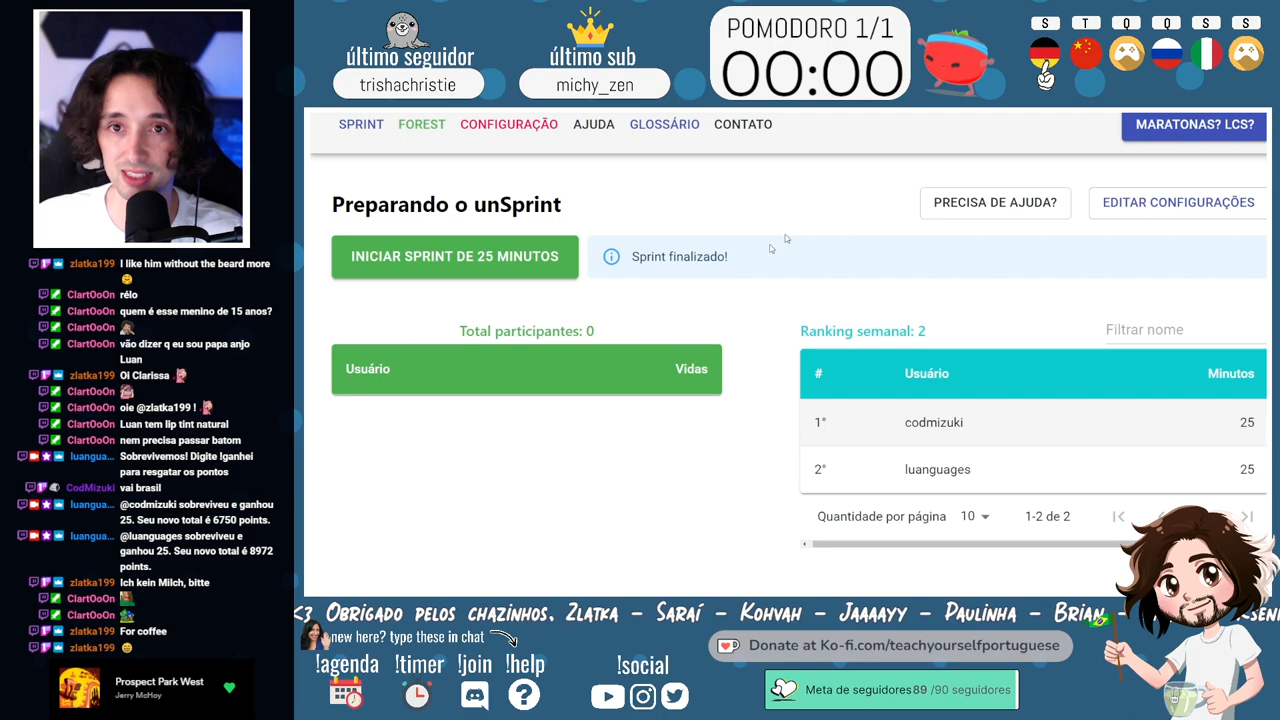 último seguidor
trishachristie
último sub
michy_zen
POMODORO 1/1
00:00
S T Q Q S S
SPRINT FOREST CONFIGURAÇÃO AJUDA GLOSSÁRIO CONTATO
MARATONAS? LCS?
Preparando o unSprint
PRECISA DE AJUDA?
EDITAR CONFIGURAÇÕES
INICIAR SPRINT DE 25 MINUTOS
Sprint finalizado!
Total participantes: 0
Usuário Vidas
Ranking semanal: 2
Filtrar nome
# Usuário Minutos
1° codmizuki 25
2° luanguages 25
Quantidade por página 10 1-2 de 2
zlatka199 I like him without the beard more
ClartOoOn rélo
ClartOoOn quem é esse menino de 15 anos?
ClartOoOn
ClartOoOn vão dizer q eu sou papa anjo
Luan
zlatka199 Oi Clarissa
ClartOoOn
ClartOoOn oie @zlatka199 !
ClartOoOn Luan tem lip tint natural
ClartOoOn nem precisa passar batom
luangua... Sobrevivemos! Digite !ganhei
para resgatar os pontos
CodMizuki vai brasil
luangua... @codmizuki sobreviveu e ganhou
25. Seu novo total é 6750 points.
luangua... @luanguages sobreviveu e
ganhou 25. Seu novo total é 8972
points.
zlatka199 Ich kein Milch, bitte
ClartOoOn
ClartOoOn
zlatka199 For coffee
zlatka199
Prospect Park West
Jerry McHoy
<3 Obrigado pelos chazinhos, Zlatka – Saraí – Kohvah – Jaaayy – Paulinha – Brian
new here? type these in chat
!agenda !timer !join !help
!social
Donate at Ko-fi.com/teachyourselfportuguese
Meta de seguidores 89 /90 seguidores